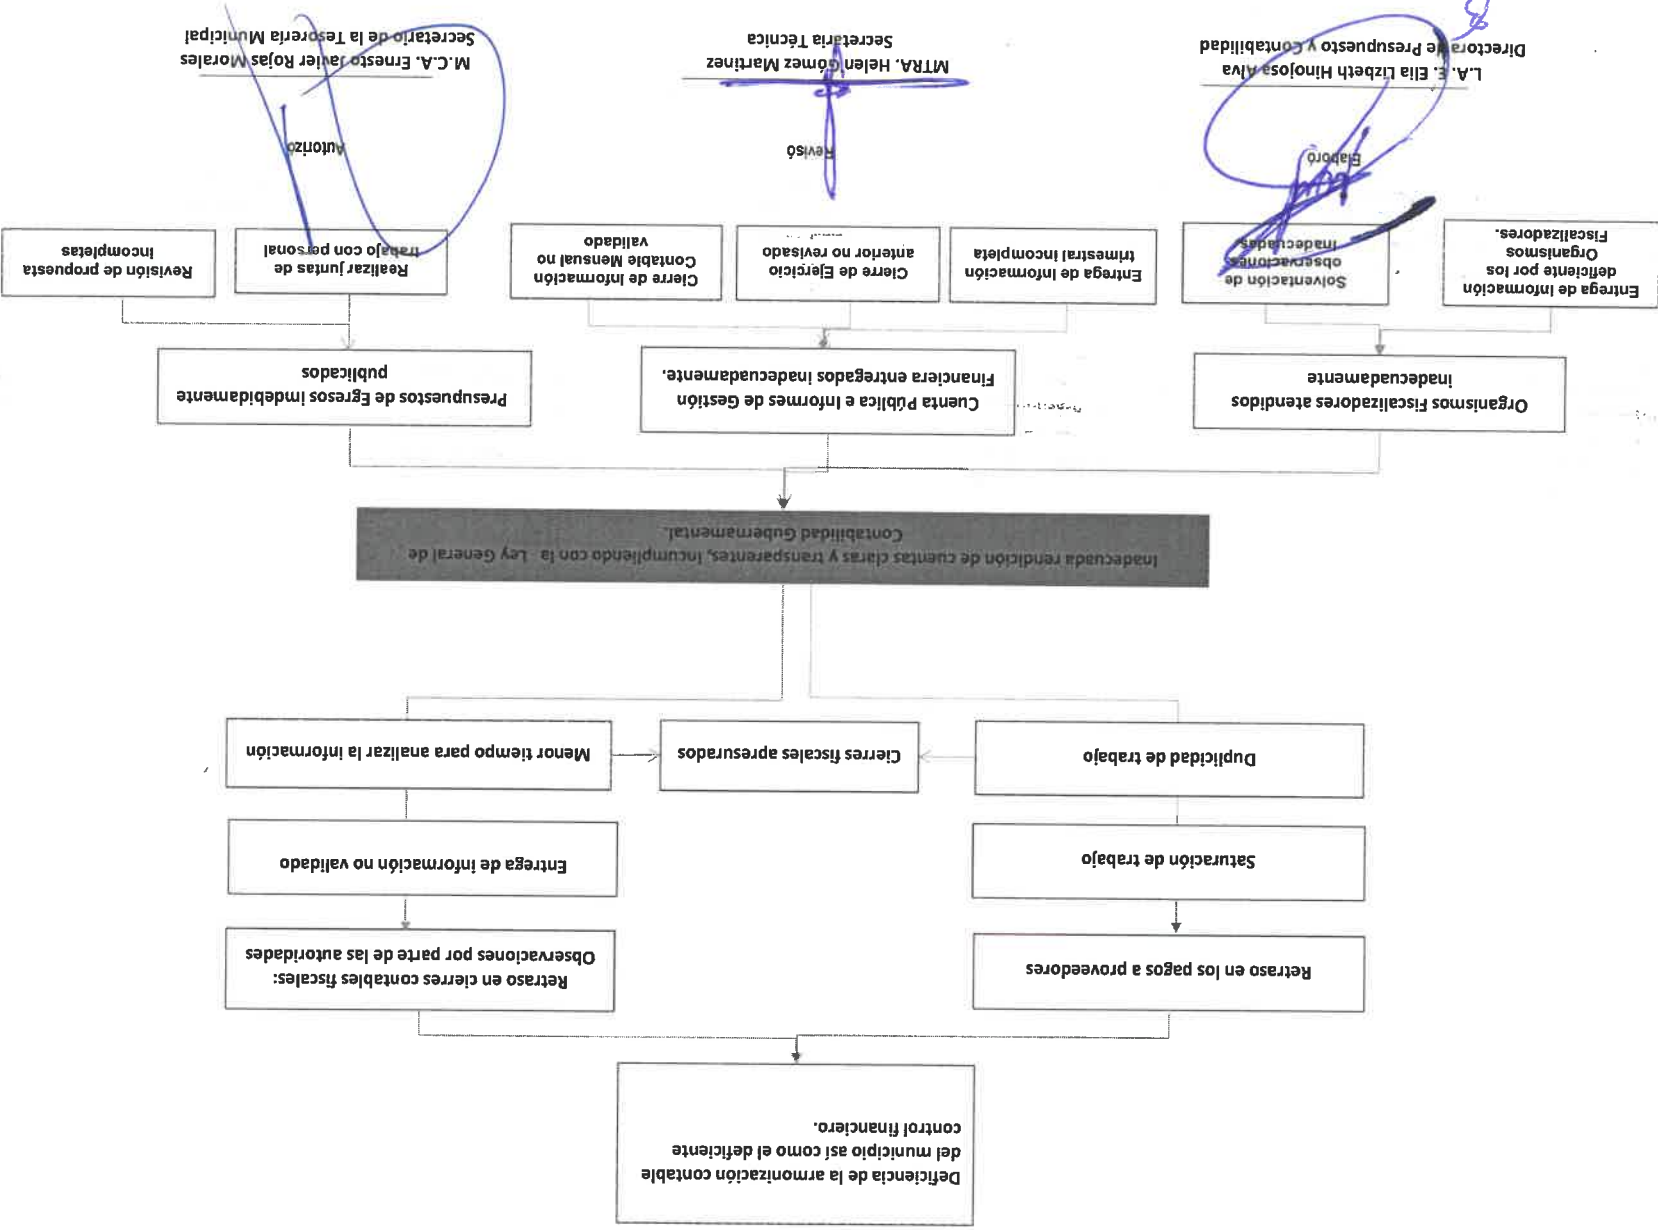 Deficiencia de la armonización contable
del municipio así como el deficiente
control financiero.
Retraso en los pagos a proveedores
Retraso en cierres contables fiscales:
Observaciones por parte de las autoridades
Saturación de trabajo
Entrega de información no validado
Duplicidad de trabajo
Cierres fiscales apresurados
Menor tiempo para analizar la información
Inadecuada rendición de cuentas claras y transparentes, Incumpliendo con la Ley General de
Contabilidad Gubernamental.
Organismos Fiscalizadores atendidos
inadecuadamente
Cuenta Pública e Informes de Gestión
Financiera entregados inadecuadamente.
Presupuestos de Egresos imdebidamente
publicados
Entrega de Información
deficiente por los
Organismos
Fiscalizadores.
Solventación de
observaciones
inadecuadas
Entrega de Información
trimestral incompleta
Cierre de Ejercicio
anterior no revisado
Cierre de Información
Contable Mensual no
validado
Realizar juntas de
trabajo con personal
Revisión de propuesta
incompletas
Elaboró
Revisó
Autorizó
L.A. E. Elia Lizbeth Hinojosa Alva
Directora de Presupuesto y Contabilidad
MTRA. Helen Gómez Martínez
Secretaria Técnica
M.C.A. Ernesto Javier Rojas Morales
Secretario de la Tesorería Municipal